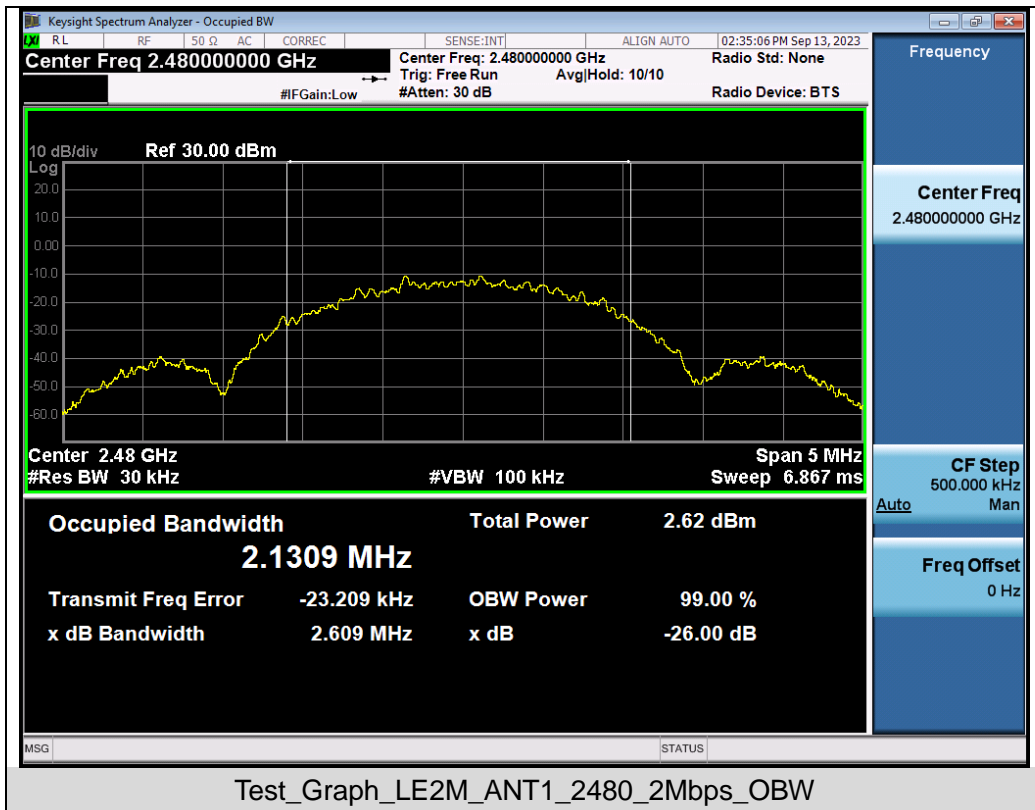 Keysight Spectrum Analyzer - Occupied BW
LXI RL RF 50 Ω AC CORREC SENSE:INT ALIGN AUTO 02:35:06 PM Sep 13, 2023
Center Freq 2.480000000 GHz
Center Freq: 2.480000000 GHz Radio Std: None
Trig: Free Run Avg|Hold: 10/10
#IFGain:Low #Atten: 30 dB Radio Device: BTS
10 dB/div Ref 30.00 dBm
Log
20.0
10.0
0.00
-10.0
-20.0
-30.0
-40.0
-50.0
-60.0
Center 2.48 GHz Span 5 MHz
#Res BW 30 kHz #VBW 100 kHz Sweep 6.867 ms
Occupied Bandwidth Total Power 2.62 dBm
2.1309 MHz
Transmit Freq Error -23.209 kHz OBW Power 99.00 %
x dB Bandwidth 2.609 MHz x dB -26.00 dB
MSG STATUS
Frequency
Center Freq
2.480000000 GHz
CF Step
500.000 kHz
Auto Man
Freq Offset
0 Hz
Test_Graph_LE2M_ANT1_2480_2Mbps_OBW